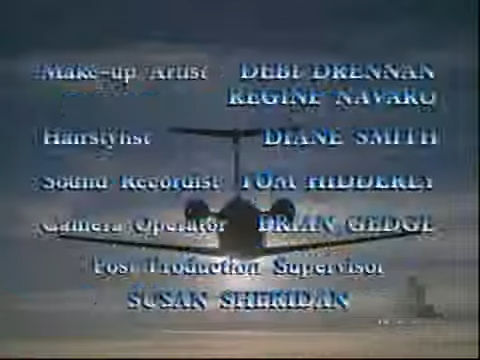 Make-up Artist DEBI DRENNAN
REGINE NAVARU
Hairstylist DIANE SMITH
Sound Recordist TOM HIDDERLY
Camera Operator BRIAN GEDGE
Post Production Supervisor
SUSAN SHERIDAN